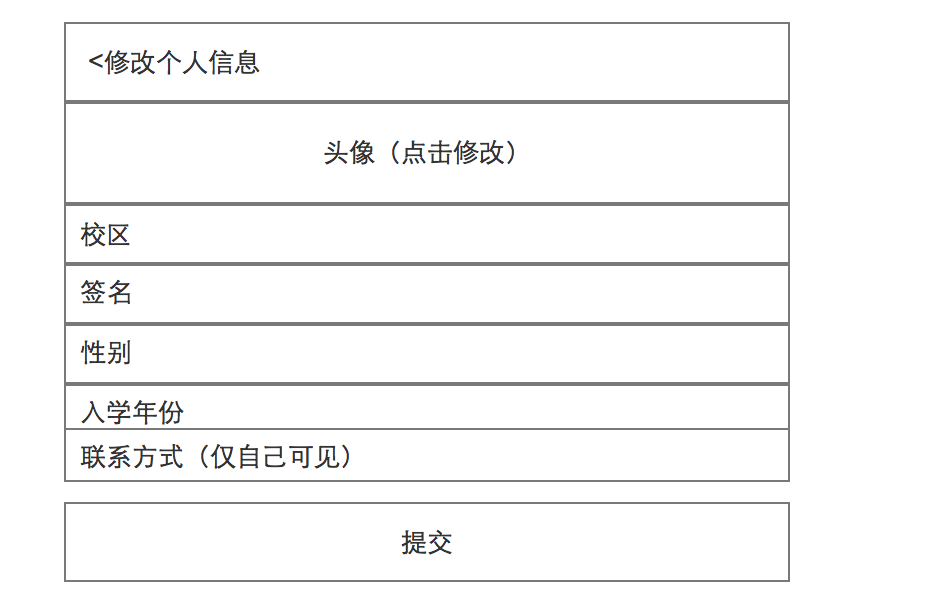 <修改个人信息
头像（点击修改）
校区
签名
性别
入学年份
联系方式（仅自己可见）
提交